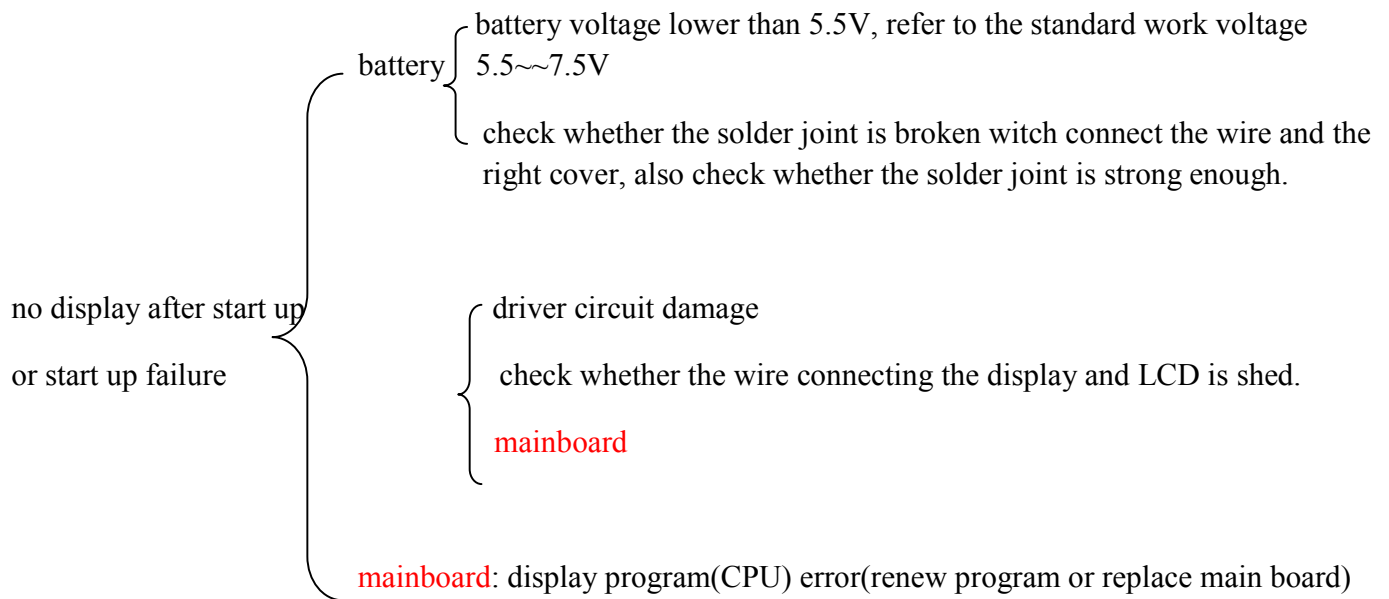 battery voltage lower than 5.5V, refer to the standard work voltage
battery 5.5~~7.5V
check whether the solder joint is broken witch connect the wire and the
right cover, also check whether the solder joint is strong enough.
no display after start up
driver circuit damage
or start up failure
check whether the wire connecting the display and LCD is shed.
mainboard
mainboard: display program(CPU) error(renew program or replace main board)